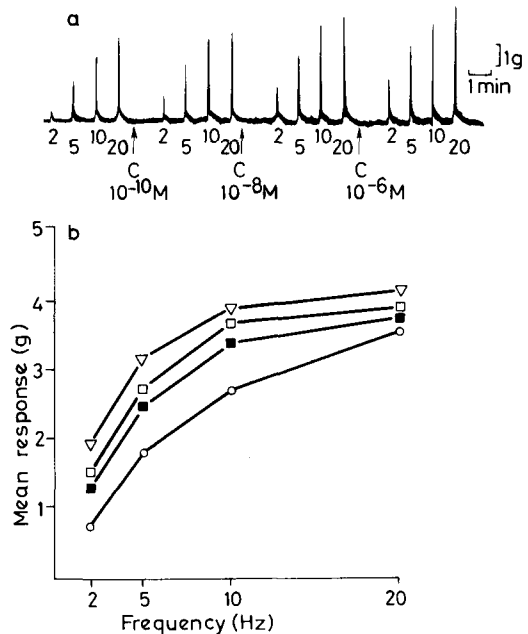 a
1g
1 min
2 5 10 20 2 5 10 20 2 5 10 20 2 5 10 20
C C C
10⁻¹⁰M 10⁻⁸M 10⁻⁶M
b
5
4
3
2
1
Mean response (g)
2 5 10 20
Frequency (Hz)